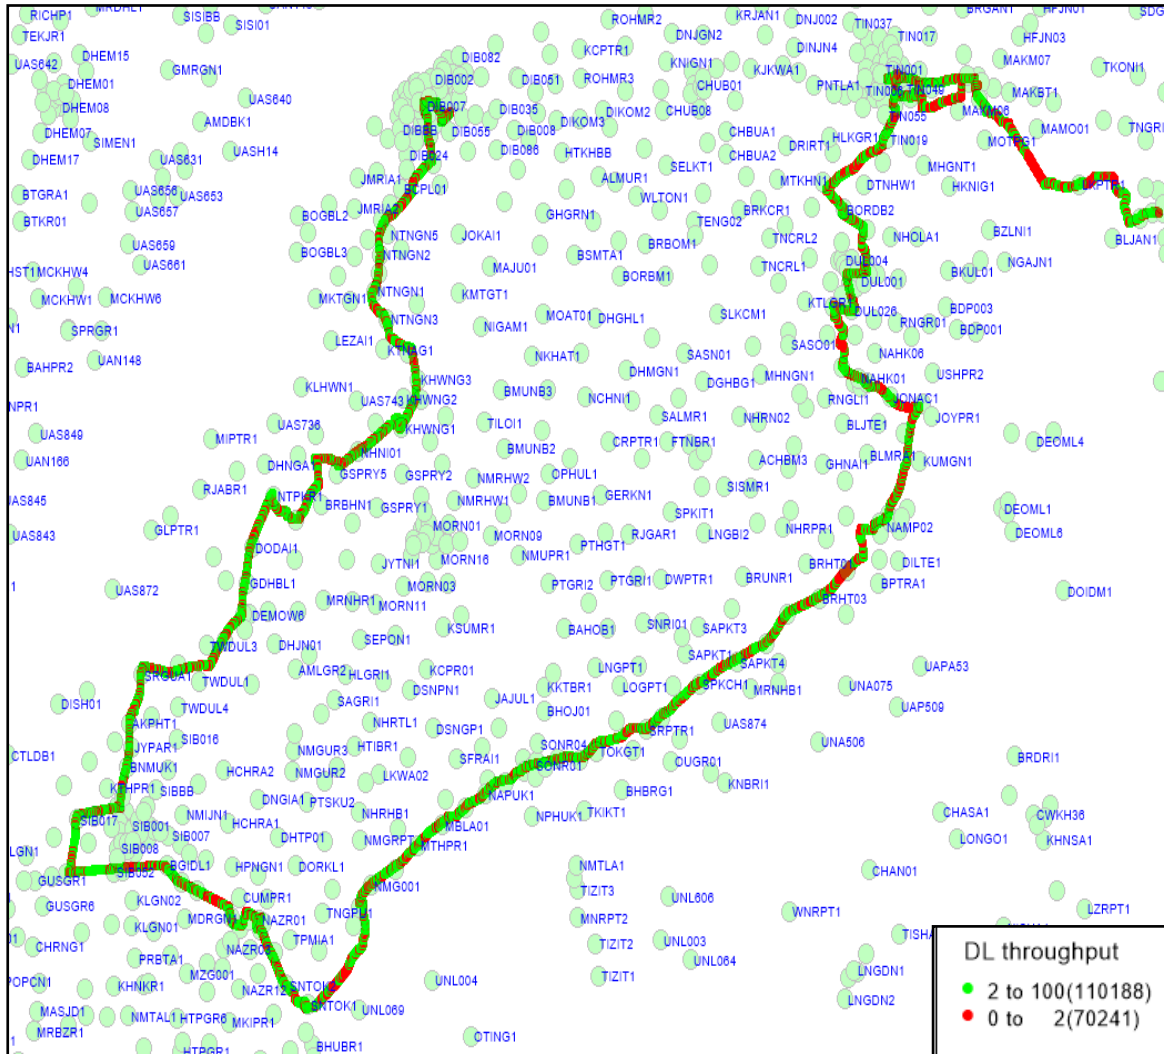 RICHP1
MRDHL1
SISIBB
SISI01
ROHMR2
KRJAN1
DNJ002
TIN037
BRGAN1
HFJN01
SDG
TEKJR1
DHEM15
DIB082
KCPTR1
DNJGN2
DINJN4
TIN017
HFJN03
UAS642
GMRGN1
DIB002
DIB051
ROHMR3
KNIGN1
CHUB01
KJKWA1
PNTLA1
TIN001
MAKM07
TKONI1
DHEM01
UAS640
DIB007
DIB035
DIKOM2
CHUB08
TIN006
TIN049
MAKBT1
DHEM08
AMDBK1
DIBBB
DIB055
DIB008
DIKOM3
CHBUA1
HLKGR1
TIN055
MAKM06
MAMO01
TNGRI
DHEM07
SIMEN1
UASH14
DIB024
DIB086
HTKHBB
CHBUA2
DRIRT1
TIN019
MOTPG1
DHEM17
UAS631
JMRIA1
BCPL01
ALMUR1
SELKT1
MTKHN1
DTNHW1
MHGNT1
HKNIG1
BTGRA1
UAS656
UAS653
JMRIA2
WLTON1
BTKR01
UAS657
BOGBL2
GHGRN1
TENG02
BRKCR1
BORDB2
BZLNI1
BLJAN1
UAS659
BOGBL3
NTNGN5
JOKAI1
BSMTA1
BRBOM1
TNCRL2
NHOLA1
HST1
MCKHW4
UAS661
NTNGN2
MAJU01
BORBM1
TNCRL1
DUL004
DUL001
BKUL01
NGAJN1
MCKHW1
MCKHW6
MKTGN1
NTNGN1
KMTGT1
KTLGR1
DUL026
BDP003
N1
SPRGR1
NTNGN3
NIGAM1
MOAT01
DHGHL1
SLKCM1
RNGR01
BDP001
UAN148
LEZAI1
KTNAG1
NKHAT1
SASN01
SASO01
NAHK06
BAHPR2
KLHWN1
KHWNG3
BMUNB3
DHMGN1
DGHBG1
MHNGN1
NAHK01
USHPR2
NPR1
UAS743
KHWNG2
NCHNI1
RNGLI1
JONAC1
UAS849
UAS736
KHWNG1
TILOI1
SALMR1
NHRN02
BLJTE1
JOYPR1
MIPTR1
BMUNB2
CRPTR1
FTNBR1
DEOML4
UAN166
DHNGA1
NHNI01
BLMRA1
KUMGN1
RJABR1
GSPRY5
GSPRY2
NMRHW2
OPHUL1
ACHBM3
GHNAI1
UAS845
NTPKR1
BRBHN1
GSPRY1
NMRHW1
BMUNB1
GERKN1
SISMR1
DEOML1
UAS843
GLPTR1
MORN01
MORN09
SPKIT1
NHRPR1
NAMP02
DEOML6
DODAI1
MORN16
NMUPR1
PTHGT1
RJGAR1
LNGBI2
JYTNI1
BRHT01
DILTE1
1
UAS872
GDHBL1
MORN03
PTGRI2
PTGRI1
DWPTR1
BRUNR1
BPTRA1
DOIDM1
MRNHR1
MORN11
BRHT03
DEMOW6
KSUMR1
BAHOB1
SNRI01
SAPKT3
TWDUL3
DHJN01
SEPON1
SAPKT1
SRGUA1
TWDUL1
AMLGR2
HLGRI1
KCPR01
LNGPT1
SAPKT4
UAPA53
DISH01
TWDUL4
SAGRI1
DSNPN1
JAJUL1
KKTBR1
LOGPT1
SPKCH1
MRNHB1
UNA075
AKPHT1
NHRTL1
DSNGP1
BHOJ01
UAS874
UAP509
CTLDB1
JYPAR1
SIB016
NMGUR3
HTIBR1
SONR04
SRPTR1
UNA506
BNMUK1
HCHRA2
NMGUR2
LKWA02
SFRAI1
SONR01
TOKGT1
OUGR01
BRDRI1
KTHPR1
SIBBB
DNGIA1
PTSKU2
NAPUK1
BHBRG1
KNBRI1
SIB017
SIB001
NMIJN1
HCHRA1
NHRHB1
MBLA01
NPHUK1
TKIKT1
CHASA1
CWKH36
LGN1
SIB008
SIB007
DHTP01
NMGRPT1
MTHPR1
LONGO1
KHNSA1
GUSGR1
SIB052
BGIDL1
HPNGN1
DORKL1
NMG001
NMTLA1
CHAN01
GUSGR6
KLGN02
CUMPR1
TIZIT3
UNL606
MDRGN1
NAZR01
TNGPU1
MNRPT2
WNRPT1
LZRPT1
CHRNG1
KLGN01
NAZR03
TPMIA1
TIZIT2
UNL003
TISHA
POPCN1
PRBTA1
MZG001
TIZIT1
UNL064
LNGDN1
KHNKR1
NAZR12
SNTOK1
UNL004
LNGDN2
MASJD1
NMTAL1
HTPGR6
MKIPR1
UNL069
MRBZR1
HTPGR1
BHUBR1
OTING1
DL throughput
2 to 100(110188)
0 to 2(70241)